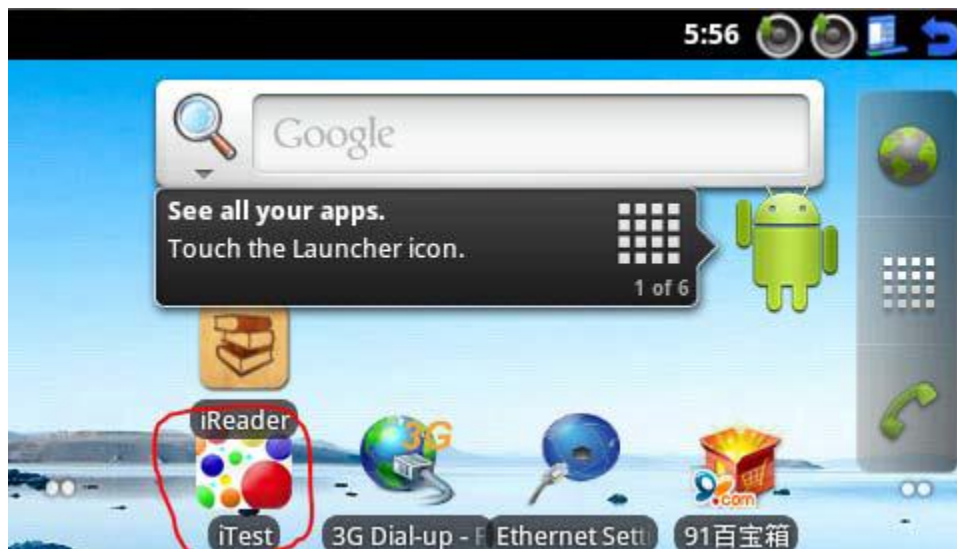 5:56
Google
See all your apps.
Touch the Launcher icon.
1 of 6
iReader
3G
9 .com
iTest
3G Dial-up -
Ethernet Sett
91百宝箱